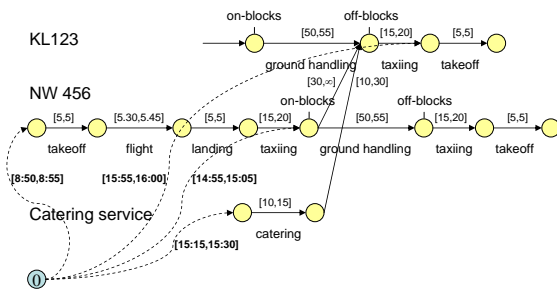 on-blocks off-blocks
KL123 [50,55] [15,20] [5,5]
ground handling taxiing takeoff
[30,∞] [10,30]
NW 456 on-blocks off-blocks
[5,5] [5.30,5.45] [5,5] [15,20] [50,55] [15,20] [5,5]
takeoff flight landing taxiing ground handling taxiing takeoff
[8:50,8:55] [15:55,16:00] [14:55,15:05]
Catering service [10,15]
catering
[15:15,15:30]
0